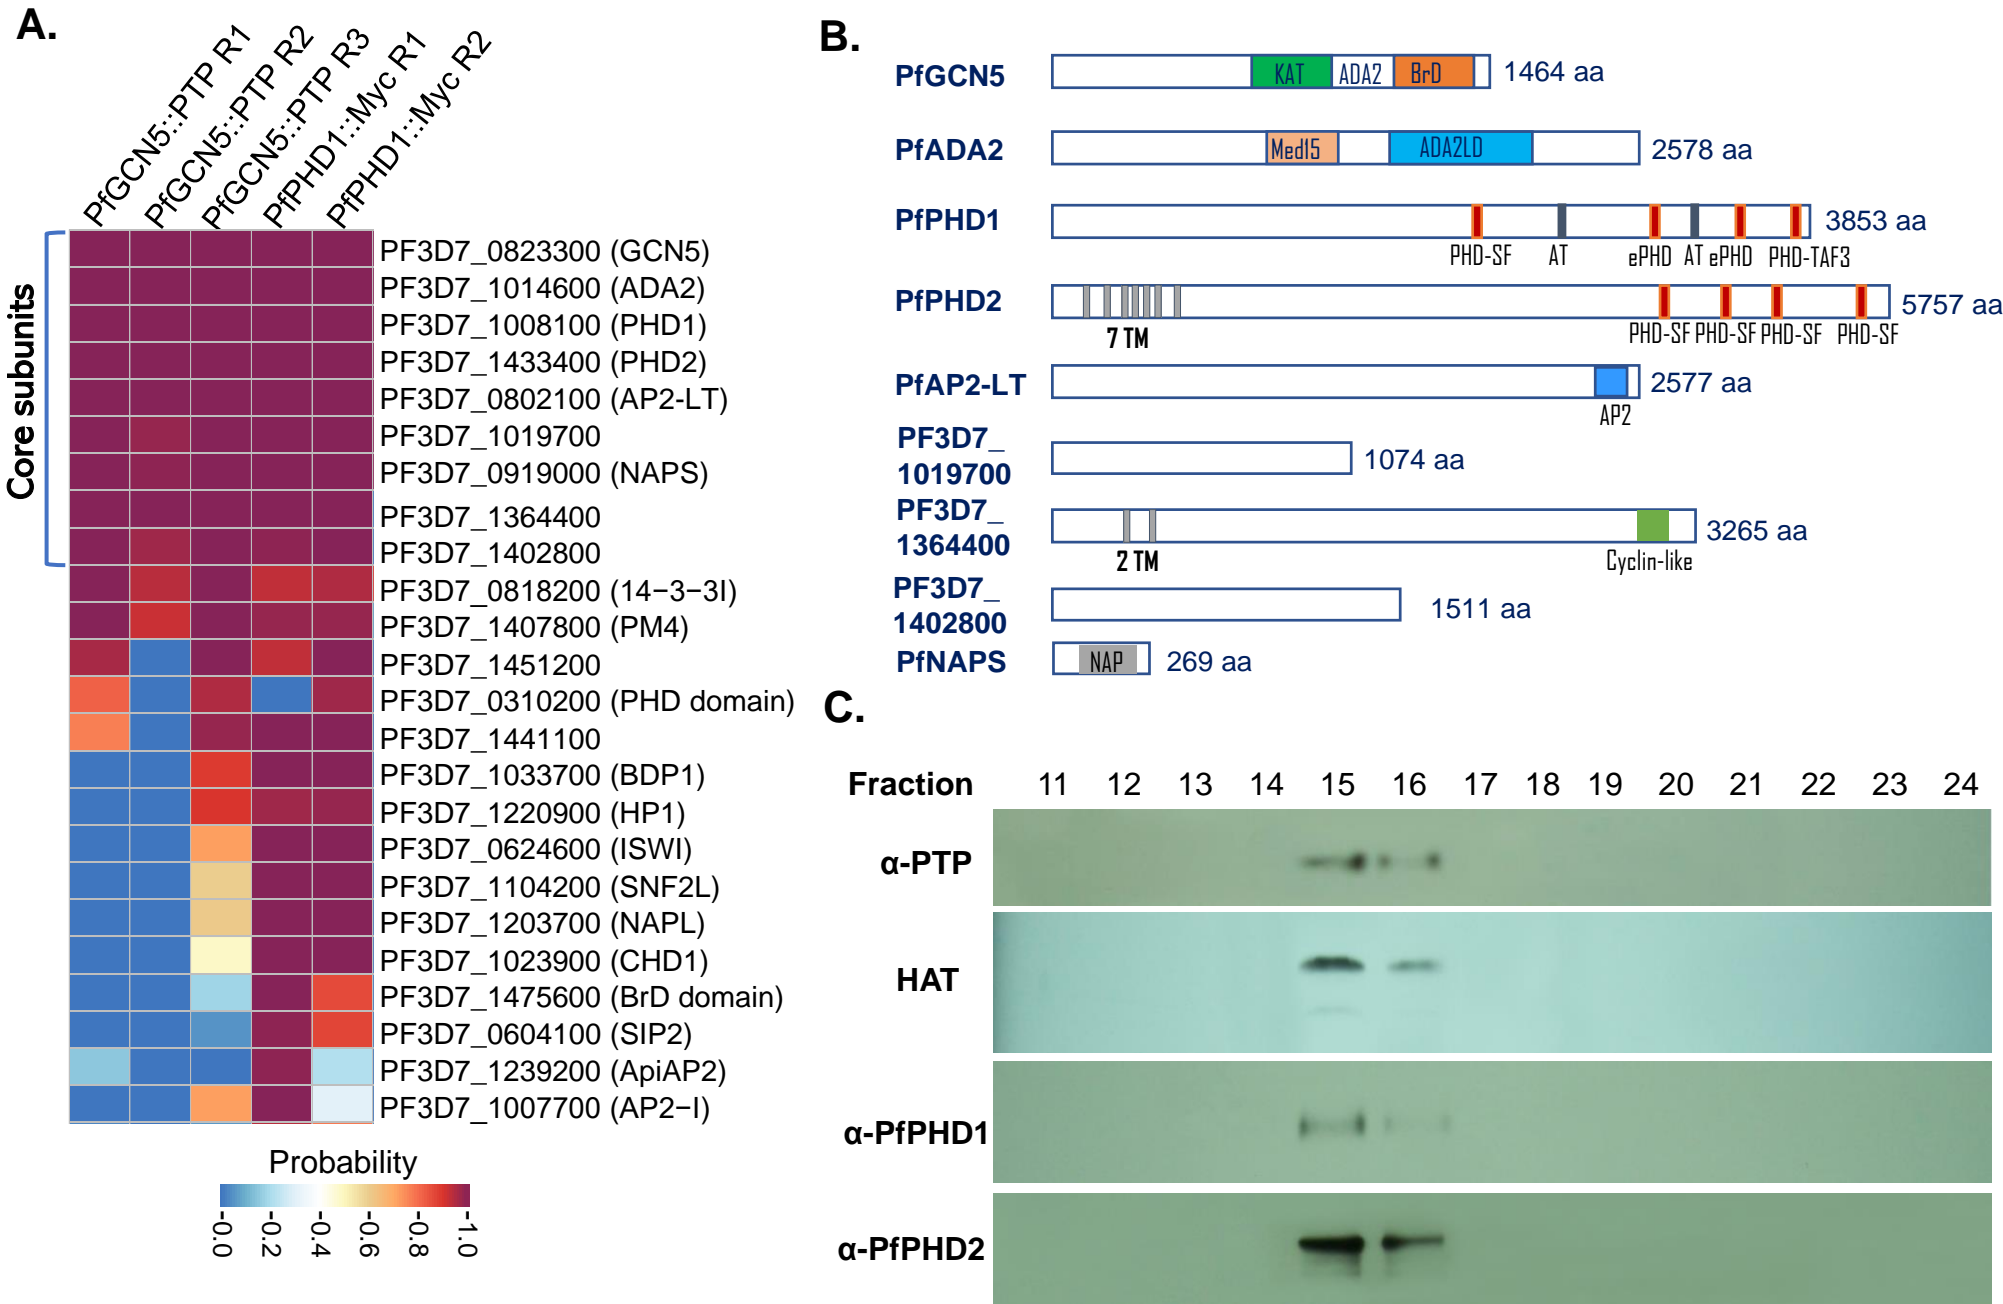 A.
PfGCN5::PTP R1
PfGCN5::PTP R2
PfGCN5::PTP R3
PfPHD1::Myc R1
PfPHD1::Myc R2
Core subunits
PF3D7_0823300 (GCN5)
PF3D7_1014600 (ADA2)
PF3D7_1008100 (PHD1)
PF3D7_1433400 (PHD2)
PF3D7_0802100 (AP2-LT)
PF3D7_1019700
PF3D7_0919000 (NAPS)
PF3D7_1364400
PF3D7_1402800
PF3D7_0818200 (14−3−3I)
PF3D7_1407800 (PM4)
PF3D7_1451200
PF3D7_0310200 (PHD domain)
PF3D7_1441100
PF3D7_1033700 (BDP1)
PF3D7_1220900 (HP1)
PF3D7_0624600 (ISWI)
PF3D7_1104200 (SNF2L)
PF3D7_1203700 (NAPL)
PF3D7_1023900 (CHD1)
PF3D7_1475600 (BrD domain)
PF3D7_0604100 (SIP2)
PF3D7_1239200 (ApiAP2)
PF3D7_1007700 (AP2−I)
Probability
0.0 0.2 0.4 0.6 0.8 1.0
B.
PfGCN5 KAT ADA2 BrD 1464 aa
PfADA2 Med15 ADA2LD 2578 aa
PfPHD1 3853 aa
PHD-SF AT ePHD AT ePHD PHD-TAF3
PfPHD2 5757 aa
7 TM PHD-SF PHD-SF PHD-SF PHD-SF
PfAP2-LT 2577 aa
AP2
PF3D7_
1019700 1074 aa
PF3D7_
1364400 3265 aa
2 TM Cyclin-like
PF3D7_
1402800 1511 aa
PfNAPS NAP 269 aa
C.
Fraction 11 12 13 14 15 16 17 18 19 20 21 22 23 24
α-PTP
HAT
α-PfPHD1
α-PfPHD2